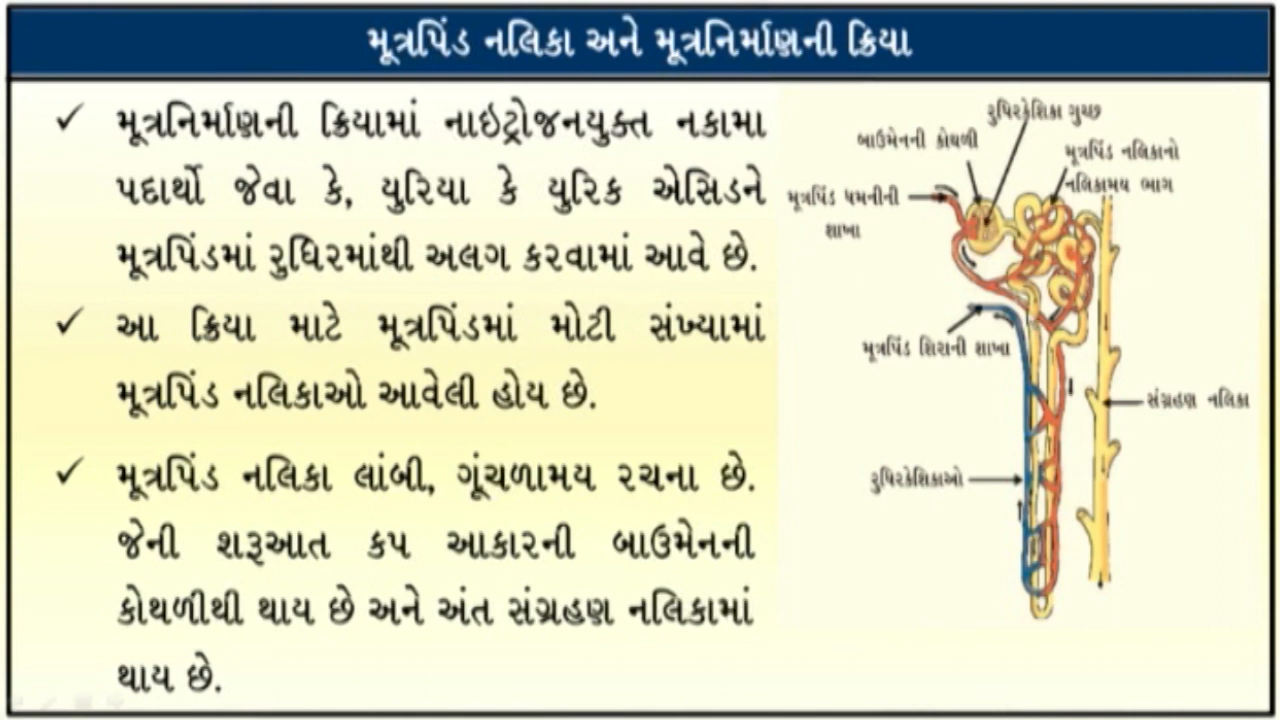 મૂત્રપિંડ નલિકા અને મૂત્રનિર્માણની ક્રિયા
✓ મૂત્રનિર્માણની ક્રિયામાં નાઇટ્રોજનયુક્ત નકામા
પદાર્થો જેવા કે, યુરિયા કે યુરિક એસિડને
મૂત્રપિંડમાં રુધિરમાંથી અલગ કરવામાં આવે છે.
✓ આ ક્રિયા માટે મૂત્રપિંડમાં મોટી સંખ્યામાં
મૂત્રપિંડ નલિકાઓ આવેલી હોય છે.
✓ મૂત્રપિંડ નલિકા લાંબી, ગૂંચળામય રચના છે.
જેની શરૂઆત કપ આકારની બાઉમેનની
કોથળીથી થાય છે અને અંત સંગ્રહણ નલિકામાં
થાય છે.
રુધિરકેશિકા ગુચ્છ
બાઉમેનની કોથળી
મૂત્રપિંડ નલિકાનો
નલિકામય ભાગ
મૂત્રપિંડ ધમનીની
શાખા
મૂત્રપિંડ શિરાની શાખા
સંગ્રહણ નલિકા
રુધિરકેશિકાઓ